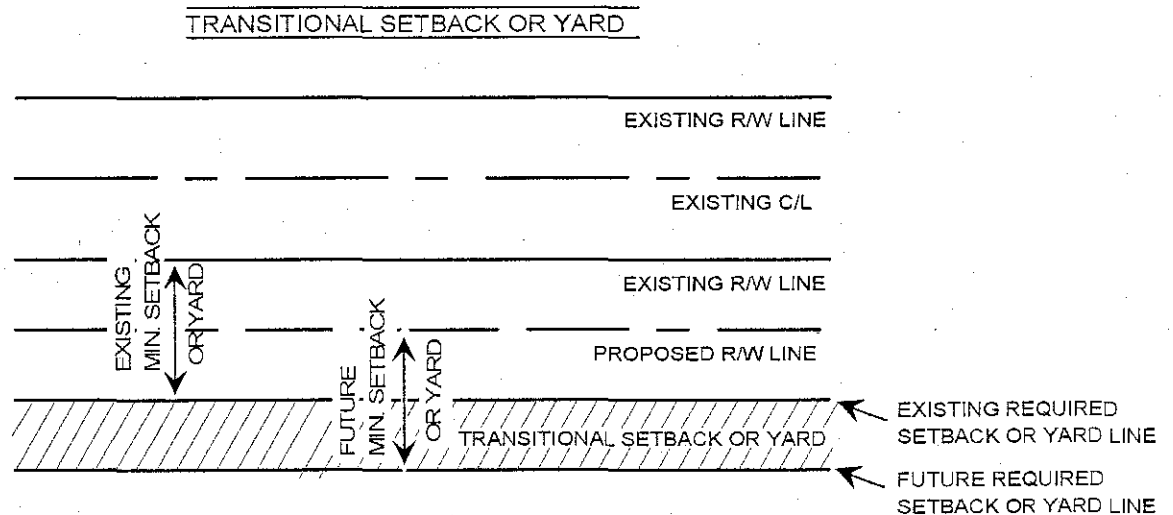 TRANSITIONAL SETBACK OR YARD
EXISTING R/W LINE
EXISTING C/L
EXISTING R/W LINE
PROPOSED R/W LINE
EXISTING
MIN. SETBACK
OR YARD
FUTURE
MIN. SETBACK
OR YARD
TRANSITIONAL SETBACK OR YARD
EXISTING REQUIRED
SETBACK OR YARD LINE
FUTURE REQUIRED
SETBACK OR YARD LINE